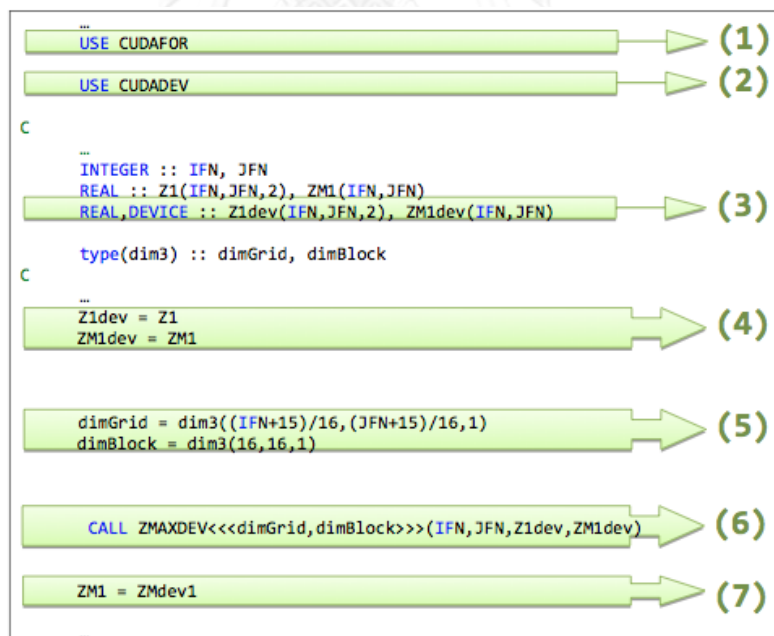 …
USE CUDAFOR (1)
USE CUDADEV (2)
C
…
INTEGER :: IFN, JFN
REAL :: Z1(IFN,JFN,2), ZM1(IFN,JFN)
REAL,DEVICE :: Z1dev(IFN,JFN,2), ZM1dev(IFN,JFN) (3)
type(dim3) :: dimGrid, dimBlock
C
…
Z1dev = Z1
ZM1dev = ZM1 (4)
dimGrid = dim3((IFN+15)/16,(JFN+15)/16,1)
dimBlock = dim3(16,16,1) (5)
CALL ZMAXDEV<<<dimGrid,dimBlock>>>(IFN,JFN,Z1dev,ZM1dev) (6)
ZM1 = ZMdev1 (7)